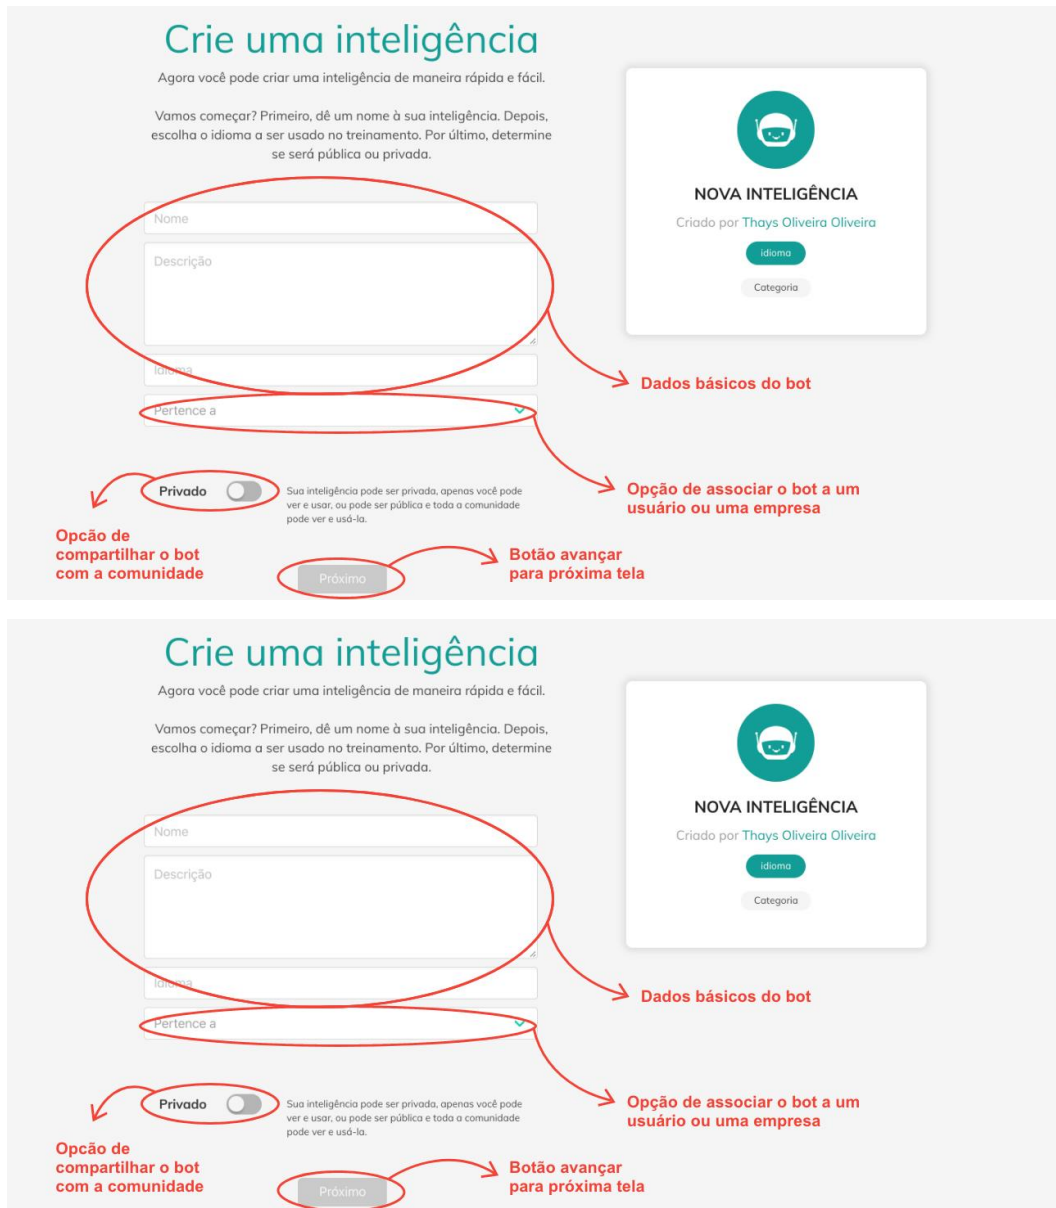 Crie uma inteligência
Agora você pode criar uma inteligência de maneira rápida e fácil.
Vamos começar? Primeiro, dê um nome à sua inteligência. Depois,
escolha o idioma a ser usado no treinamento. Por último, determine
se será pública ou privada.
Nome
Descrição
Idioma
Pertence a
Privado
Sua inteligência pode ser privada, apenas você pode
ver e usar, ou pode ser pública e toda a comunidade
pode ver e usá-la.
Próximo
NOVA INTELIGÊNCIA
Criado por Thays Oliveira Oliveira
idioma
Categoria
Dados básicos do bot
Opção de associar o bot a um
usuário ou uma empresa
Opcão de
compartilhar o bot
com a comunidade
Botão avançar
para próxima tela
Crie uma inteligência
Agora você pode criar uma inteligência de maneira rápida e fácil.
Vamos começar? Primeiro, dê um nome à sua inteligência. Depois,
escolha o idioma a ser usado no treinamento. Por último, determine
se será pública ou privada.
Nome
Descrição
Idioma
Pertence a
Privado
Sua inteligência pode ser privada, apenas você pode
ver e usar, ou pode ser pública e toda a comunidade
pode ver e usá-la.
Próximo
NOVA INTELIGÊNCIA
Criado por Thays Oliveira Oliveira
idioma
Categoria
Dados básicos do bot
Opção de associar o bot a um
usuário ou uma empresa
Opcão de
compartilhar o bot
com a comunidade
Botão avançar
para próxima tela